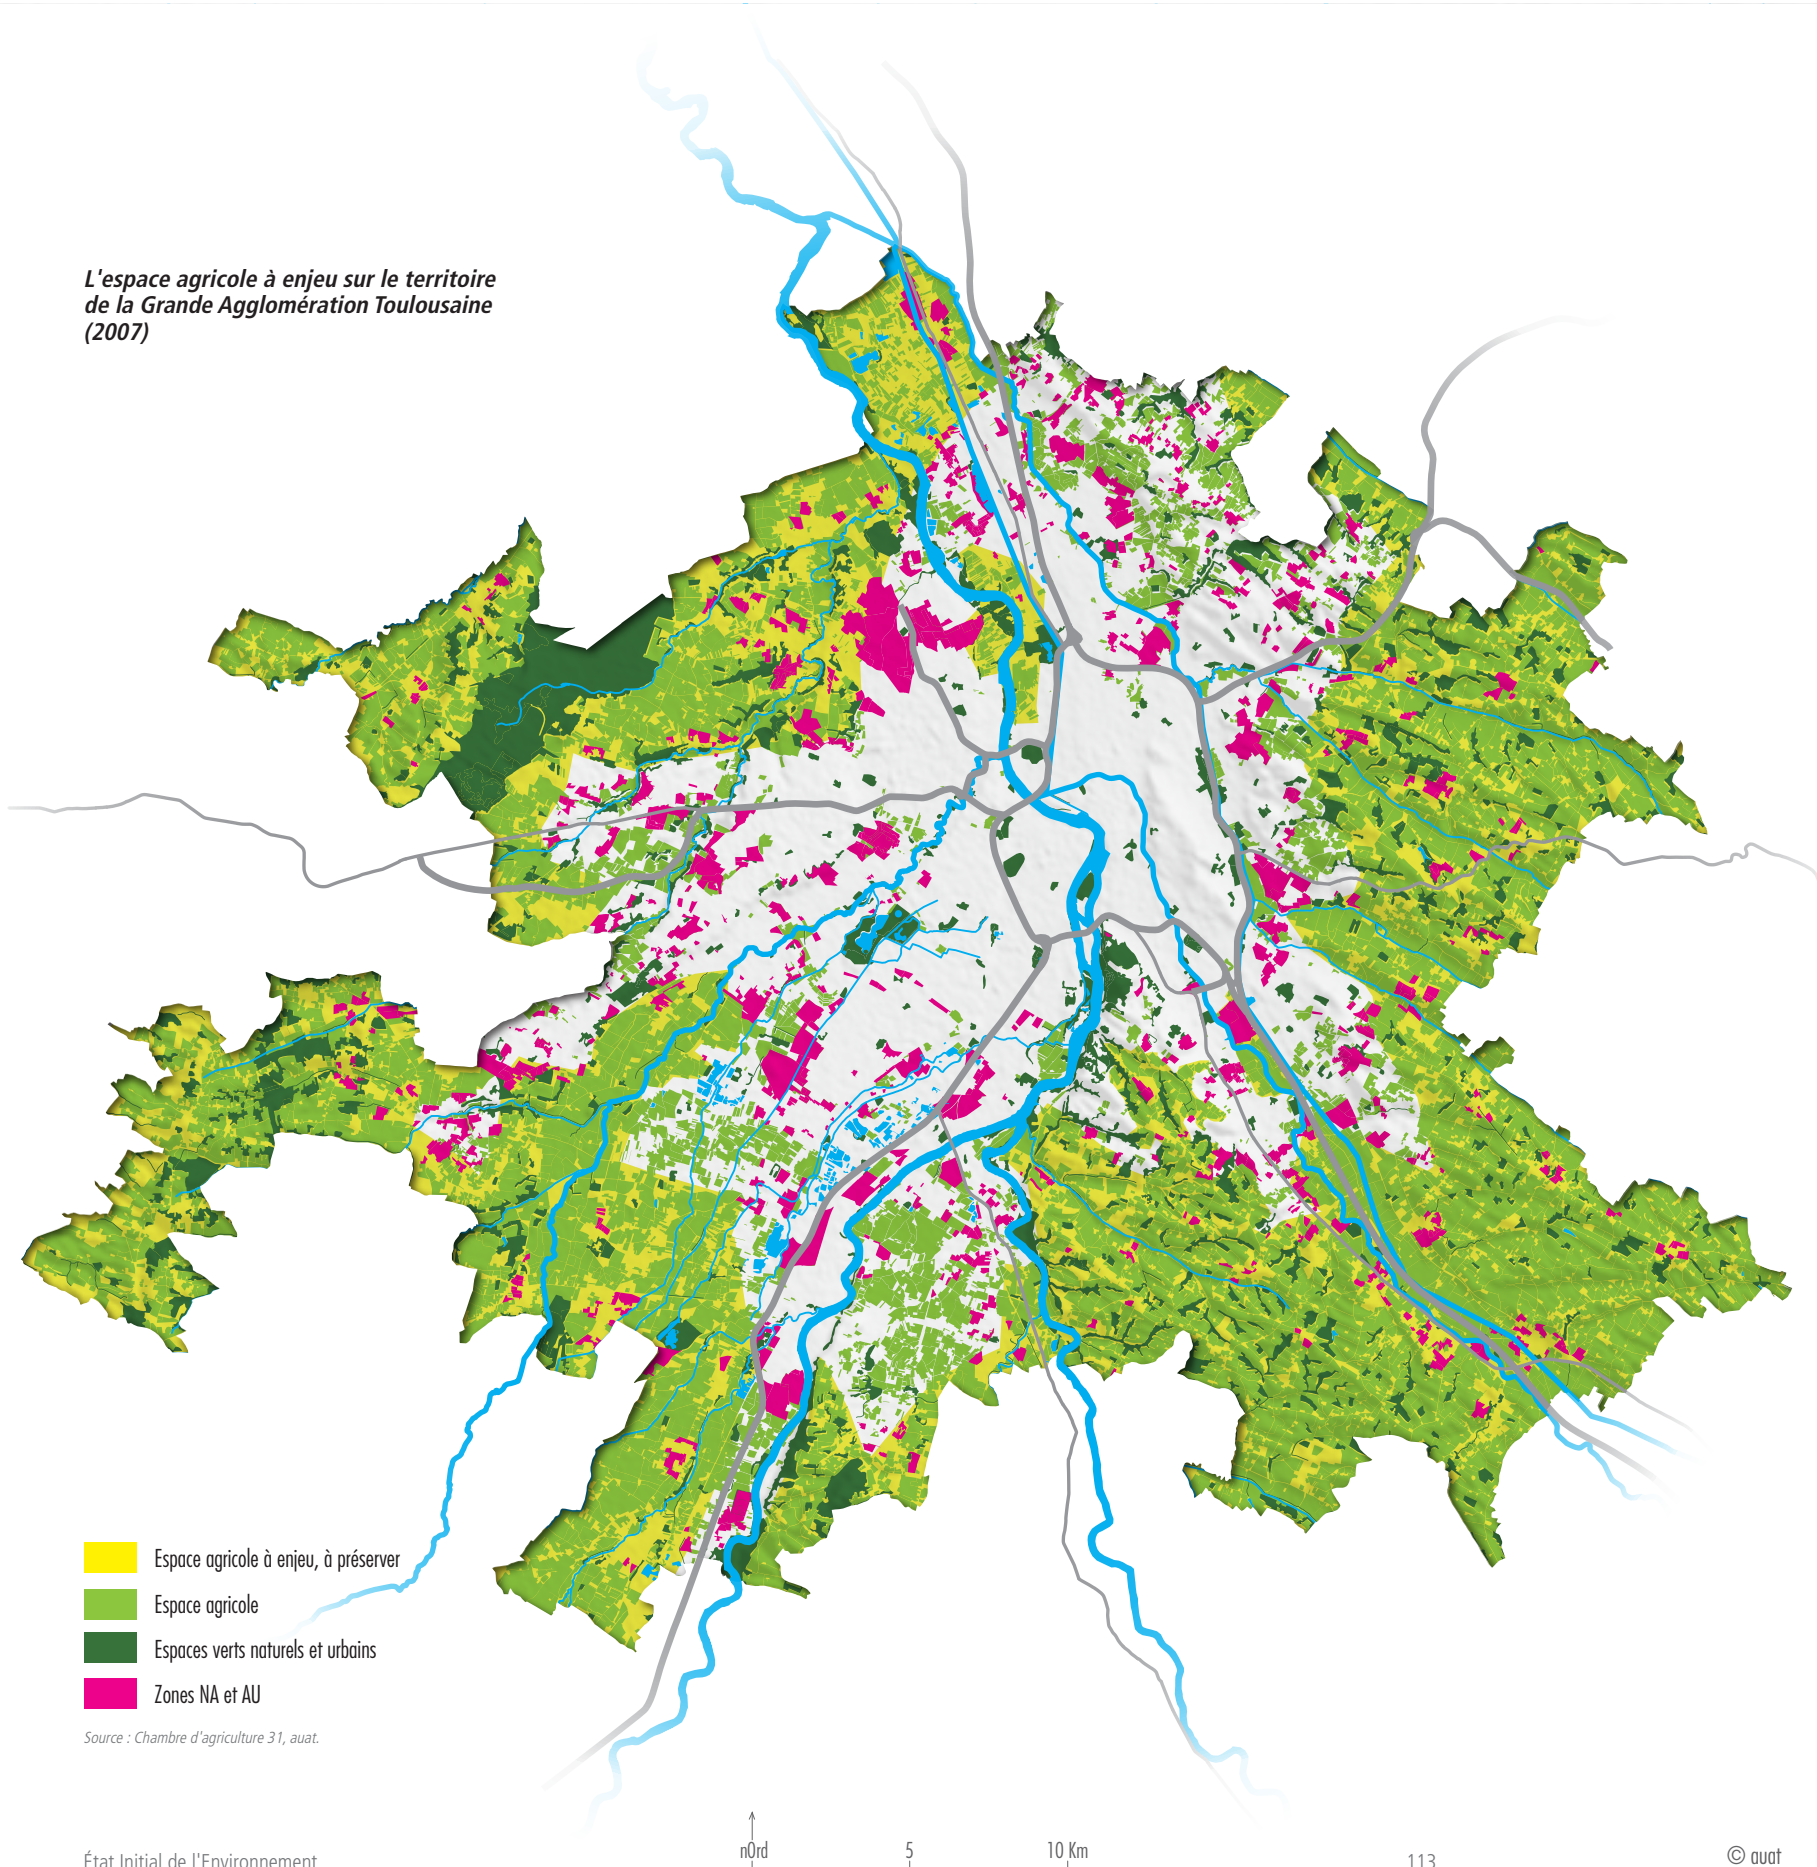 L'espace agricole à enjeu sur le territoire
de la Grande Agglomération Toulousaine
(2007)
Espace agricole à enjeu, à préserver
Espace agricole
Espaces verts naturels et urbains
Zones NA et AU
Source : Chambre d'agriculture 31, auat.
nord
0 5 10 Km
État Initial de l'Environnement
113
© auat